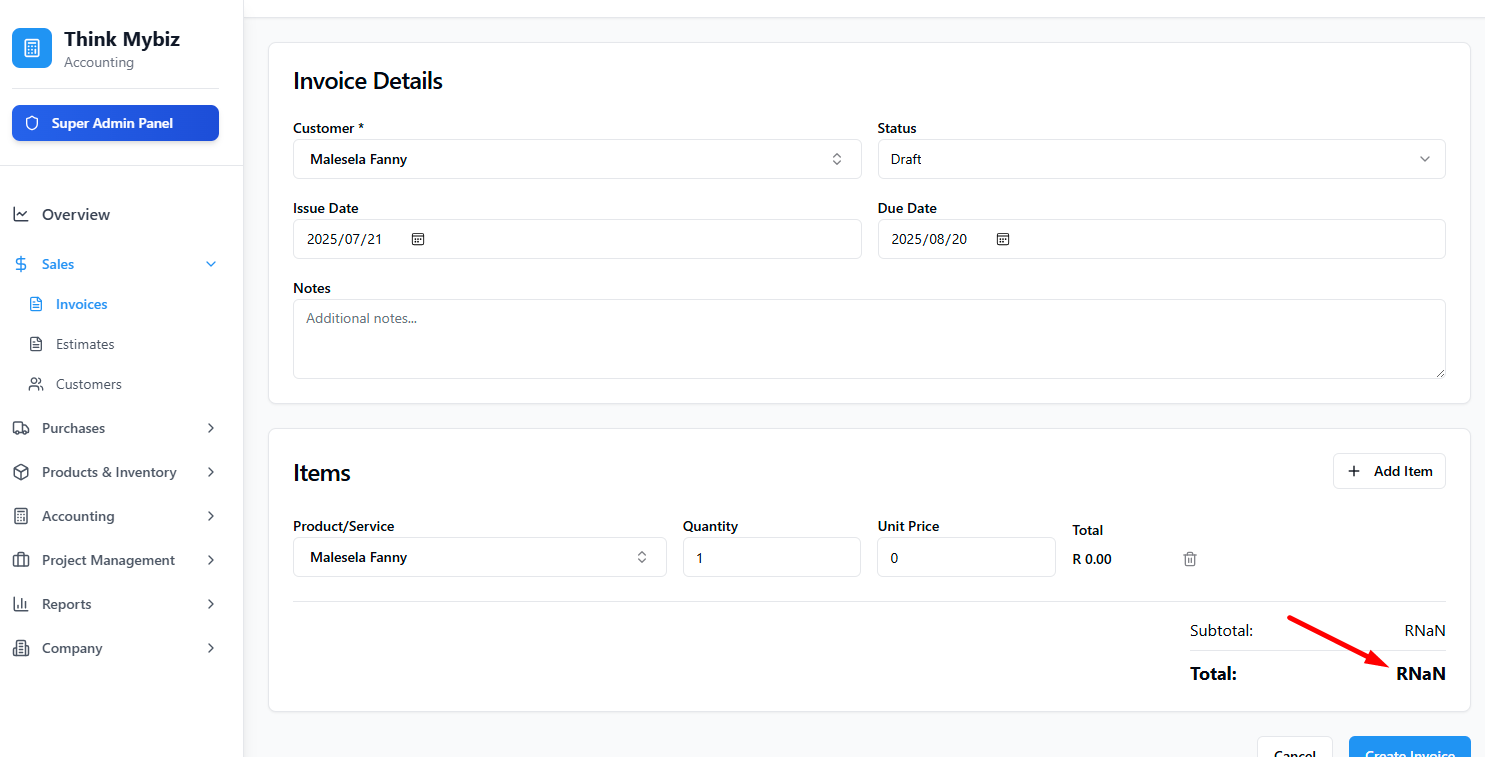 Think Mybiz
Accounting
Super Admin Panel
Overview
Sales
Invoices
Estimates
Customers
Purchases
Products & Inventory
Accounting
Project Management
Reports
Company
Invoice Details
Customer *
Status
Malesela Fanny
Draft
Issue Date
Due Date
2025/07/21
2025/08/20
Notes
Additional notes...
Items
+ Add Item
Product/Service
Quantity
Unit Price
Total
Malesela Fanny
1
0
R 0.00
Subtotal:
RNaN
Total:
RNaN
Cancel
Create Invoice